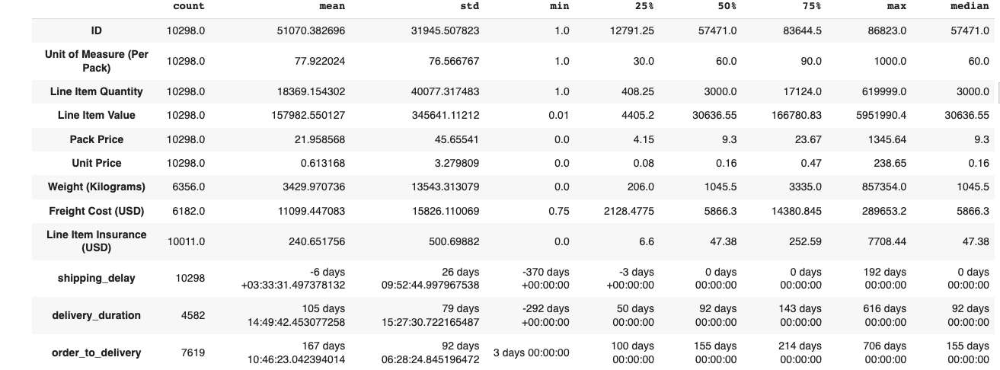 count mean std min 25% 50% 75% max median
ID 10298.0 51070.382696 31945.507823 1.0 12791.25 57471.0 83644.5 86823.0 57471.0
Unit of Measure (Per
Pack) 10298.0 77.922024 76.566767 1.0 30.0 60.0 90.0 1000.0 60.0
Line Item Quantity 10298.0 18369.154302 40077.317483 1.0 408.25 3000.0 17124.0 619999.0 3000.0
Line Item Value 10298.0 157982.550127 345641.11212 0.01 4405.2 30636.55 166780.83 5951990.4 30636.55
Pack Price 10298.0 21.958568 45.65541 0.0 4.15 9.3 23.67 1345.64 9.3
Unit Price 10298.0 0.613168 3.279809 0.0 0.08 0.16 0.47 238.65 0.16
Weight (Kilograms) 6356.0 3429.970736 13543.313079 0.0 206.0 1045.5 3335.0 857354.0 1045.5
Freight Cost (USD) 6182.0 11099.447083 15826.110069 0.75 2128.4775 5866.3 14380.845 289653.2 5866.3
Line Item Insurance
(USD) 10011.0 240.651756 500.69882 0.0 6.6 47.38 252.59 7708.44 47.38
shipping_delay 10298 -6 days 26 days -370 days -3 days 0 days 0 days 192 days 0 days
+03:33:31.497378132 09:52:44.997967538 +00:00:00 +00:00:00 00:00:00 00:00:00 00:00:00 00:00:00
delivery_duration 4582 105 days 79 days -292 days 50 days 92 days 143 days 616 days 92 days
14:49:42.453077258 15:27:30.722165487 +00:00:00 00:00:00 00:00:00 00:00:00 00:00:00 00:00:00
order_to_delivery 7619 167 days 92 days 3 days 00:00:00 100 days 155 days 214 days 706 days 155 days
10:46:23.042394014 06:28:24.845196472 00:00:00 00:00:00 00:00:00 00:00:00 00:00:00